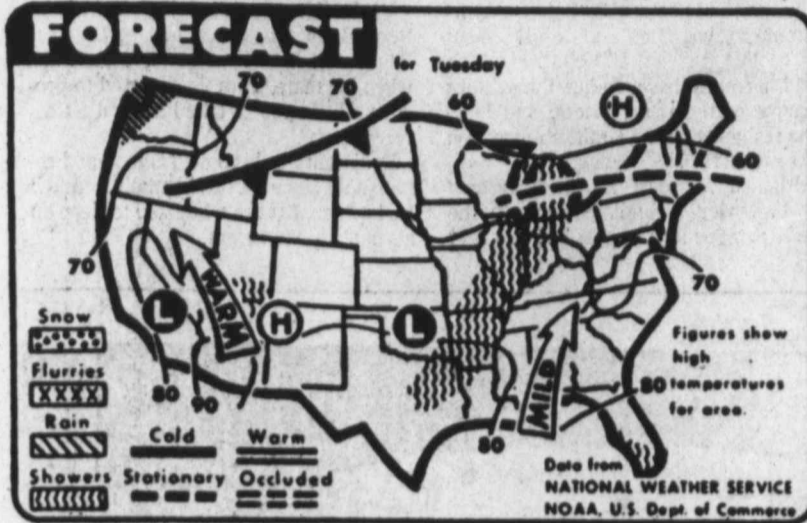 FORECAST
for Tuesday
70
70
60
H
60
70
WARM
L
H
L
70
80
90
80
MILD
80
Figures show
high
temperatures
for area.
Snow
Flurries
Rain
Showers
Cold
Warm
Stationary
Occluded
Data from
NATIONAL WEATHER SERVICE
NOAA, U.S. Dept. of Commerce